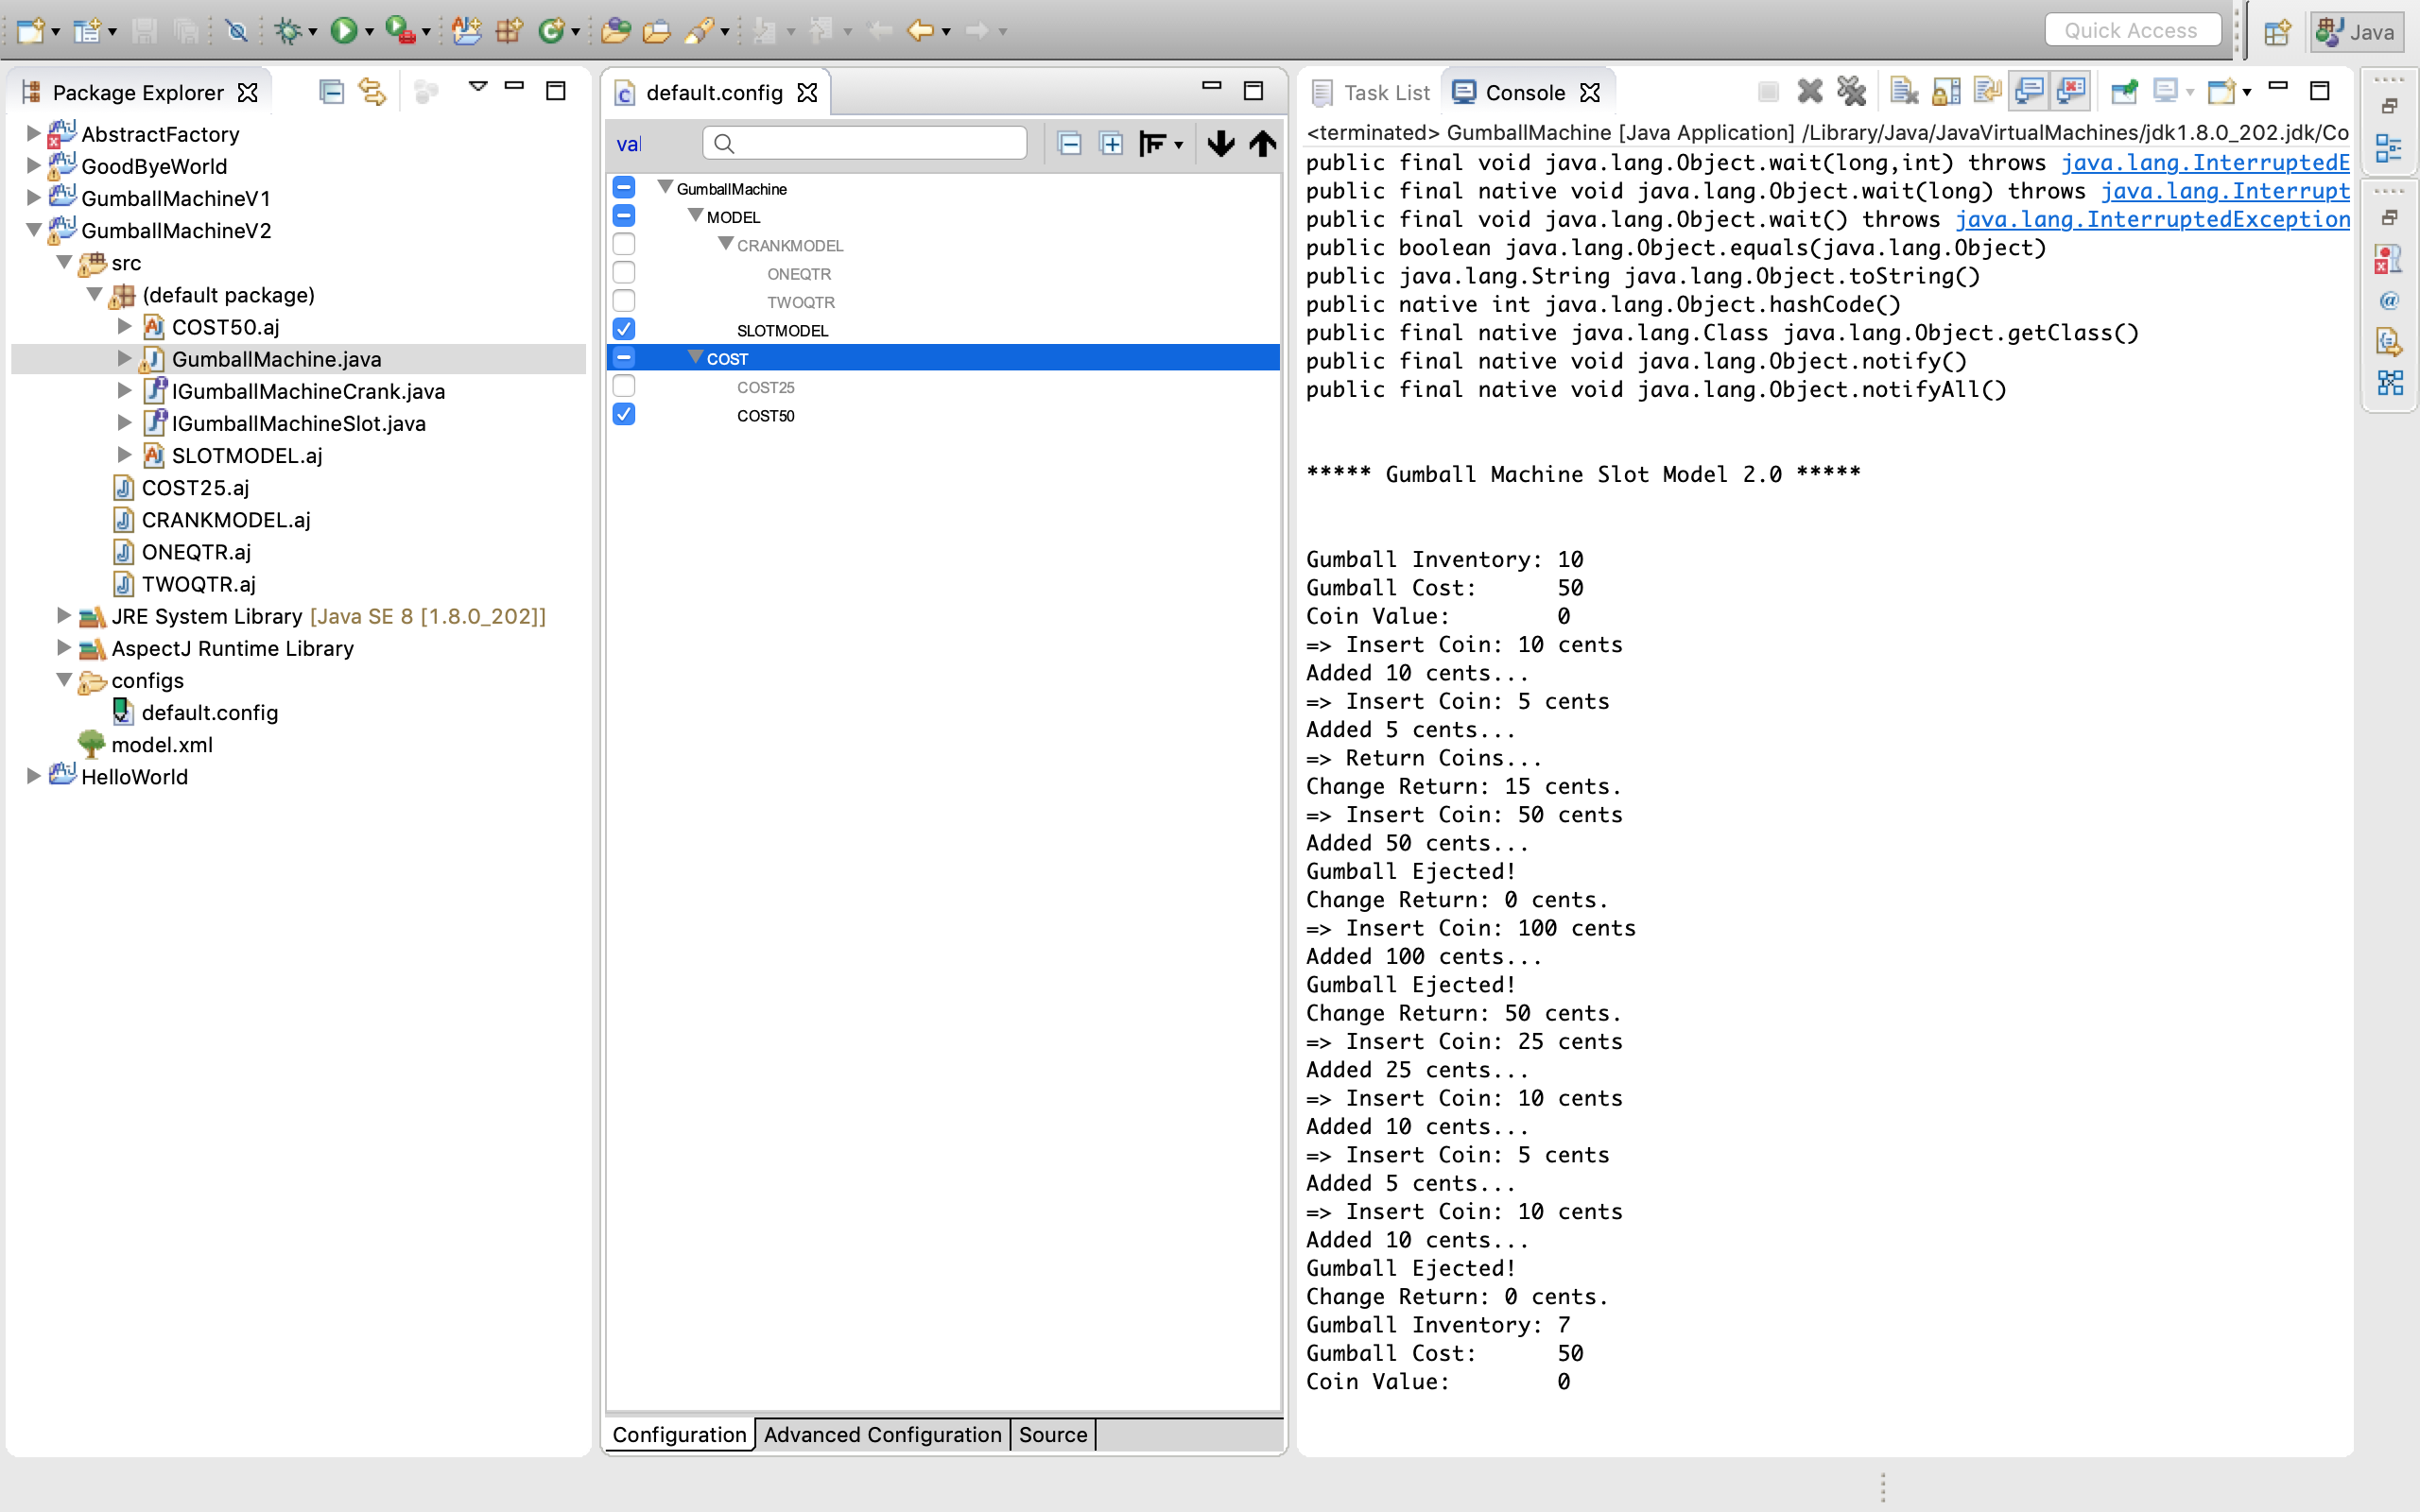 Quick Access
Java
Package Explorer
AbstractFactory
GoodByeWorld
GumballMachineV1
GumballMachineV2
src
(default package)
COST50.aj
GumballMachine.java
IGumballMachineCrank.java
IGumballMachineSlot.java
SLOTMODEL.aj
COST25.aj
CRANKMODEL.aj
ONEQTR.aj
TWOQTR.aj
JRE System Library [Java SE 8 [1.8.0_202]]
AspectJ Runtime Library
configs
default.config
model.xml
HelloWorld
default.config
val
GumballMachine
MODEL
CRANKMODEL
ONEQTR
TWOQTR
SLOTMODEL
COST
COST25
COST50
Configuration
Advanced Configuration
Source
Task List
Console
<terminated> GumballMachine [Java Application] /Library/Java/JavaVirtualMachines/jdk1.8.0_202.jdk/Co
public final void java.lang.Object.wait(long,int) throws java.lang.InterruptedE
public final native void java.lang.Object.wait(long) throws java.lang.Interrupt
public final void java.lang.Object.wait() throws java.lang.InterruptedException
public boolean java.lang.Object.equals(java.lang.Object)
public java.lang.String java.lang.Object.toString()
public native int java.lang.Object.hashCode()
public final native java.lang.Class java.lang.Object.getClass()
public final native void java.lang.Object.notify()
public final native void java.lang.Object.notifyAll()
***** Gumball Machine Slot Model 2.0 *****
Gumball Inventory: 10
Gumball Cost: 50
Coin Value: 0
=> Insert Coin: 10 cents
Added 10 cents...
=> Insert Coin: 5 cents
Added 5 cents...
=> Return Coins...
Change Return: 15 cents.
=> Insert Coin: 50 cents
Added 50 cents...
Gumball Ejected!
Change Return: 0 cents.
=> Insert Coin: 100 cents
Added 100 cents...
Gumball Ejected!
Change Return: 50 cents.
=> Insert Coin: 25 cents
Added 25 cents...
=> Insert Coin: 10 cents
Added 10 cents...
=> Insert Coin: 5 cents
Added 5 cents...
=> Insert Coin: 10 cents
Added 10 cents...
Gumball Ejected!
Change Return: 0 cents.
Gumball Inventory: 7
Gumball Cost: 50
Coin Value: 0